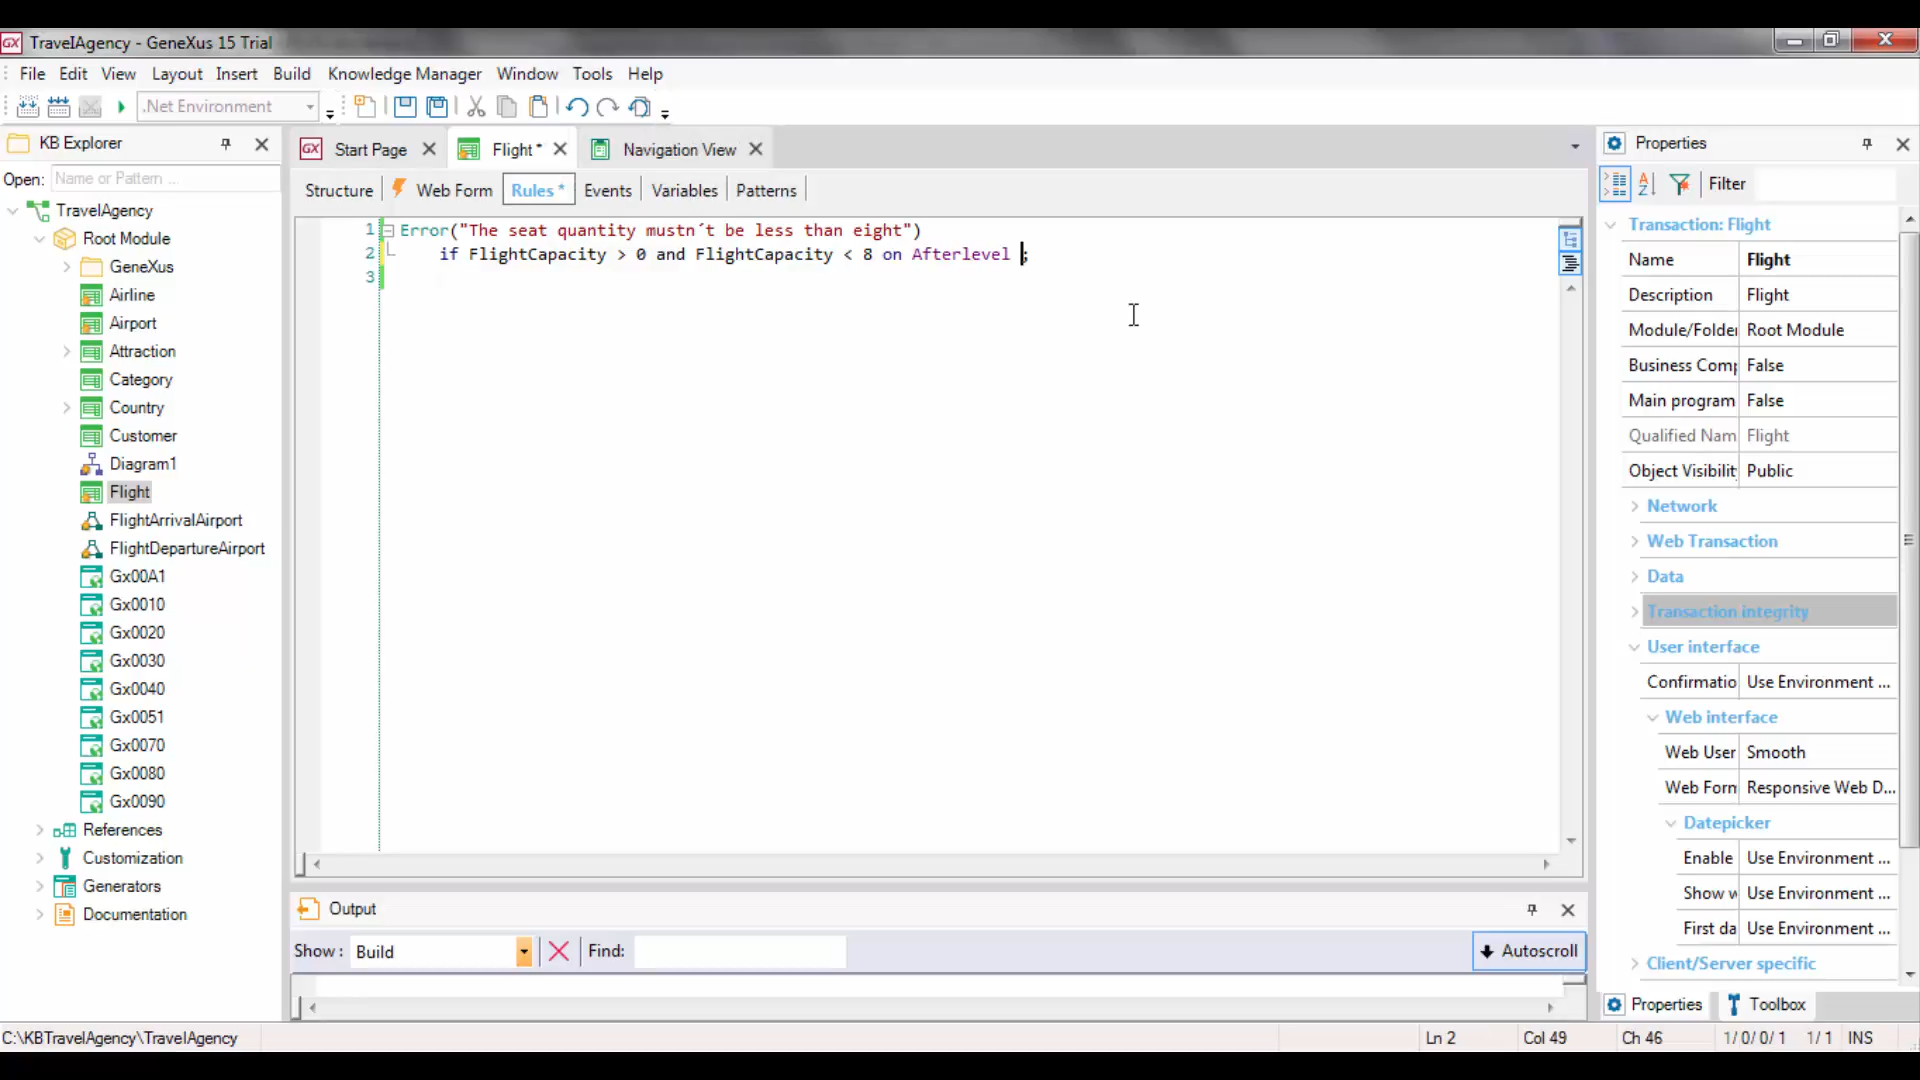 TravelAgency - GeneXus 15 Trial
File Edit View Layout Insert Build Knowledge Manager Window Tools Help
.Net Environment
KB Explorer
Open: Name or Pattern ...
TravelAgency
Root Module
GeneXus
Airline
Airport
Attraction
Category
Country
Customer
Diagram1
Flight
FlightArrivalAirport
FlightDepartureAirport
Gx00A1
Gx0010
Gx0020
Gx0030
Gx0040
Gx0051
Gx0070
Gx0080
Gx0090
References
Customization
Generators
Documentation
Start Page Flight * Navigation View
Structure Web Form Rules * Events Variables Patterns
1 Error("The seat quantity mustn´t be less than eight")
2 if FlightCapacity > 0 and FlightCapacity < 8 on Afterlevel ;
3
Output
Show : Build Find: Autoscroll
Properties
Filter
Transaction: Flight
Name Flight
Description Flight
Module/Folder Root Module
Business Comp False
Main program False
Qualified Nam Flight
Object Visibilit Public
Network
Web Transaction
Data
Transaction integrity
User interface
Confirmatio Use Environment ...
Web interface
Web User Smooth
Web Form Responsive Web D...
Datepicker
Enable Use Environment ...
Show w Use Environment ...
First da Use Environment ...
Client/Server specific
Properties Toolbox
C:\KBTravelAgency\TravelAgency Ln 2 Col 49 Ch 46 1/0/0/1 1/1 INS